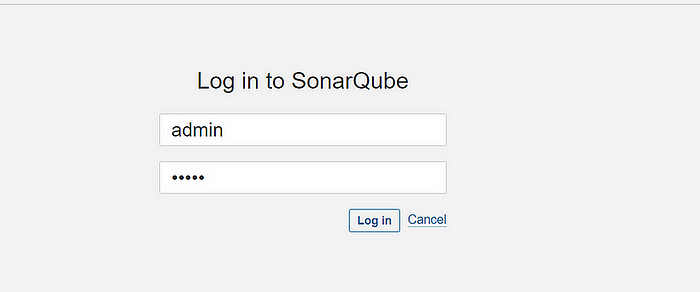 Log in to SonarQube
admin
•••••
Log in Cancel